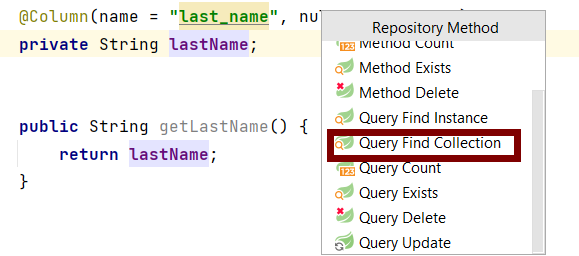 @Column(name = "last_name", nu
private String lastName;
public String getLastName() {
return lastName;
}
Repository Method
Method Count
Method Exists
Method Delete
Query Find Instance
Query Find Collection
Query Count
Query Exists
Query Delete
Query Update